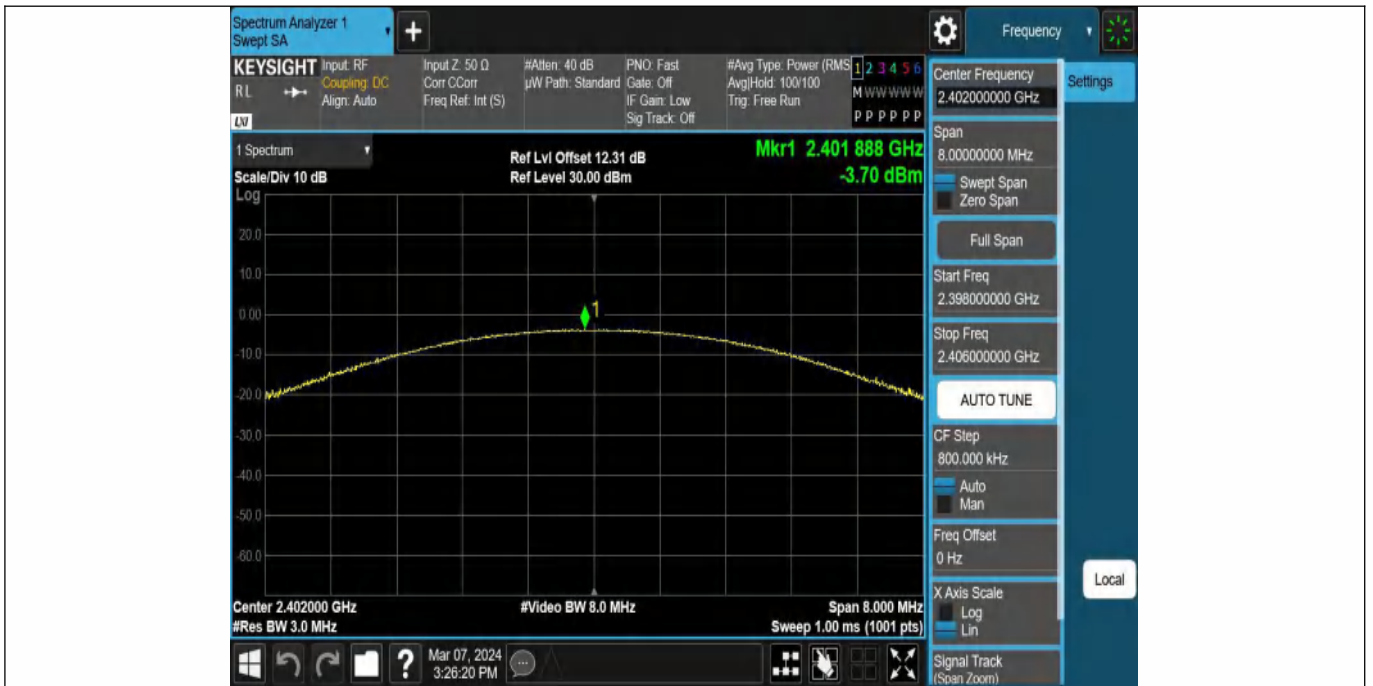 Spectrum Analyzer 1
Swept SA
Frequency
KEYSIGHT
RL
LXI
Input: RF
Coupling: DC
Align: Auto
Input Z: 50 Ω
Corr CCorr
Freq Ref: Int (S)
#Atten: 40 dB
µW Path: Standard
PNO: Fast
Gate: Off
IF Gain: Low
Sig Track: Off
#Avg Type: Power (RMS
Avg|Hold: 100/100
Trig: Free Run
1 2 3 4 5 6
M W W W W W
P P P P P P
Center Frequency
2.402000000 GHz
Settings
Span
8.00000000 MHz
Swept Span
Zero Span
Full Span
Start Freq
2.398000000 GHz
Stop Freq
2.406000000 GHz
AUTO TUNE
CF Step
800.000 kHz
Auto
Man
Freq Offset
0 Hz
X Axis Scale
Log
Lin
Signal Track
(Span Zoom)
Local
1 Spectrum
Scale/Div 10 dB
Log
Ref Lvl Offset 12.31 dB
Ref Level 30.00 dBm
Mkr1 2.401 888 GHz
-3.70 dBm
20.0
10.0
0.00
1
-10.0
-20.0
-30.0
-40.0
-50.0
-60.0
Center 2.402000 GHz
#Res BW 3.0 MHz
#Video BW 8.0 MHz
Span 8.000 MHz
Sweep 1.00 ms (1001 pts)
?
Mar 07, 2024
3:26:20 PM